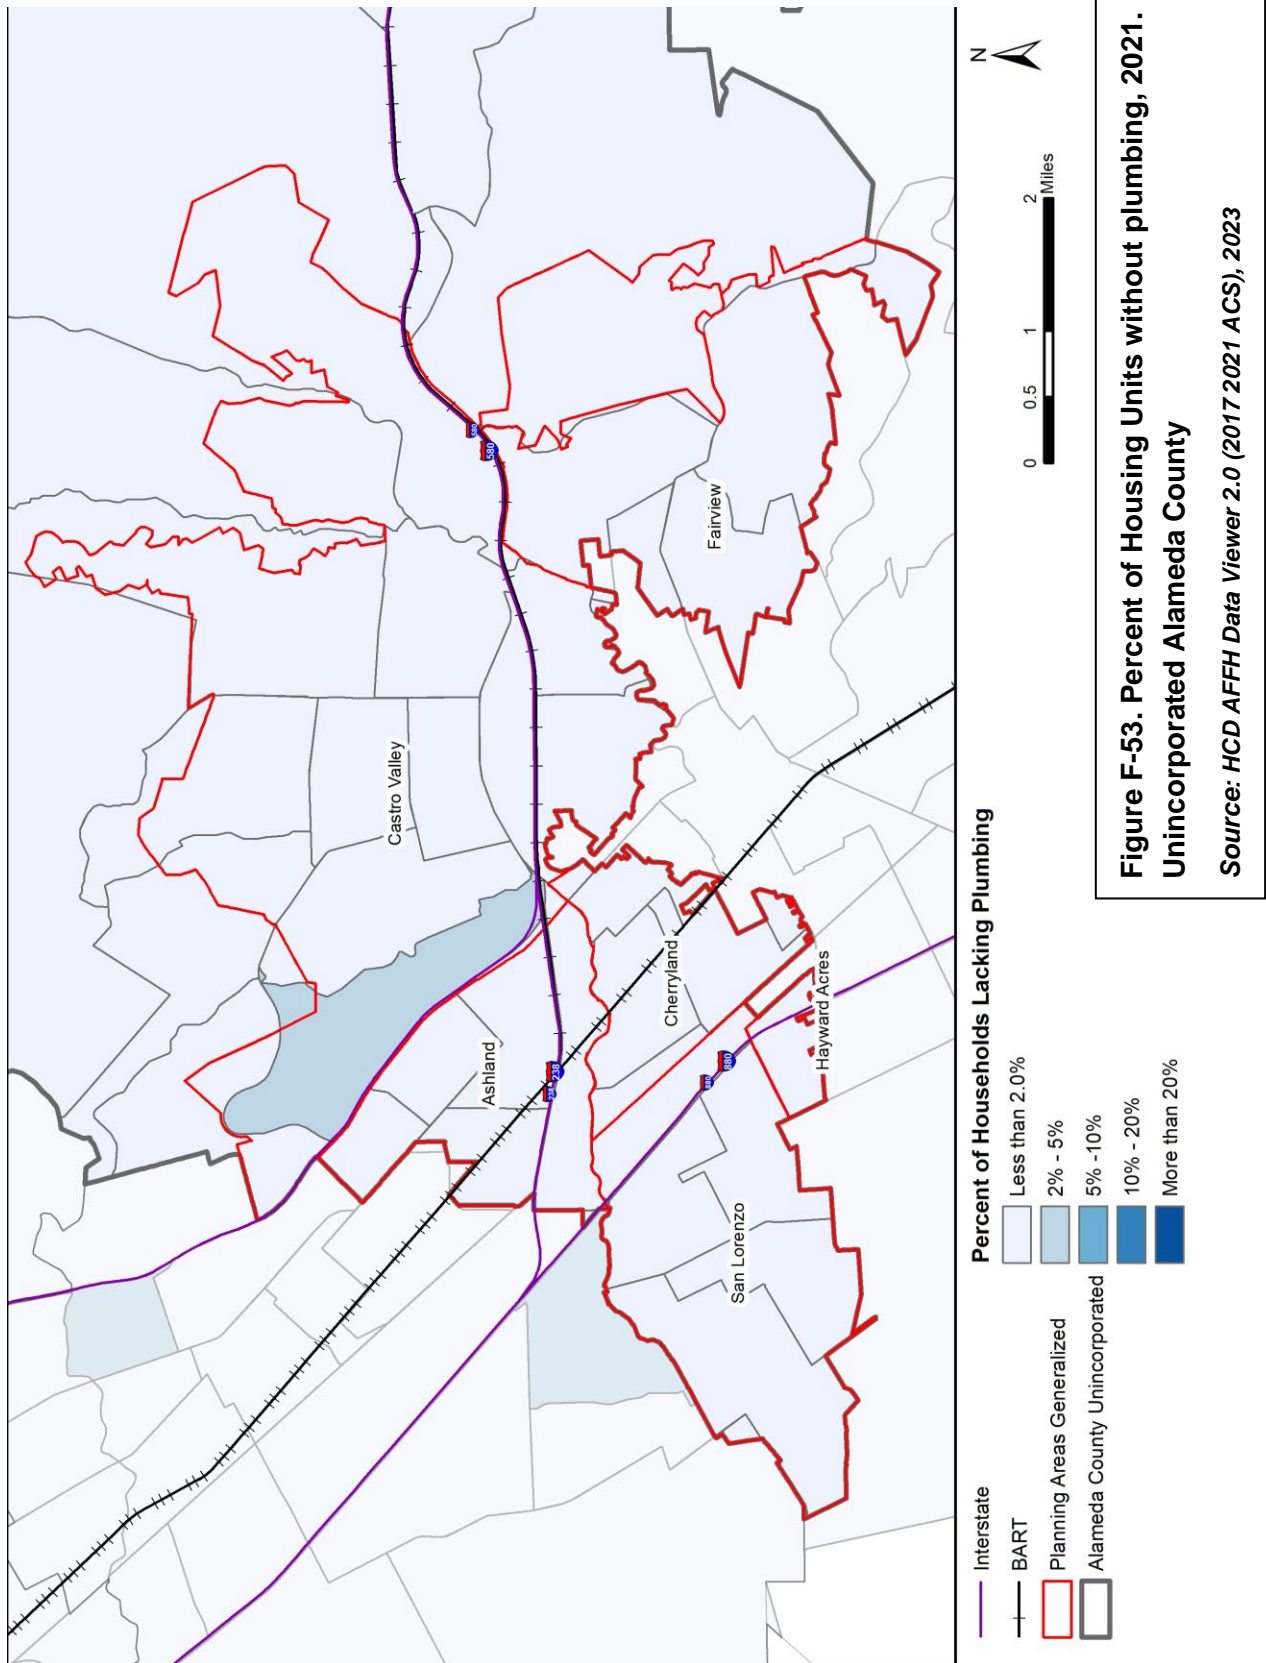 Castro Valley
Fairview
Ashland
Cherryland
Hayward Acres
San Lorenzo
580
580
238
238
880
880
N
0 0.5 1 2
Miles
Interstate
BART
Planning Areas Generalized
Alameda County Unincorporated
Percent of Households Lacking Plumbing
Less than 2.0%
2% - 5%
5% -10%
10% - 20%
More than 20%
Figure F-53. Percent of Housing Units without plumbing, 2021.
Unincorporated Alameda County
Source: HCD AFFH Data Viewer 2.0 (2017 2021 ACS), 2023